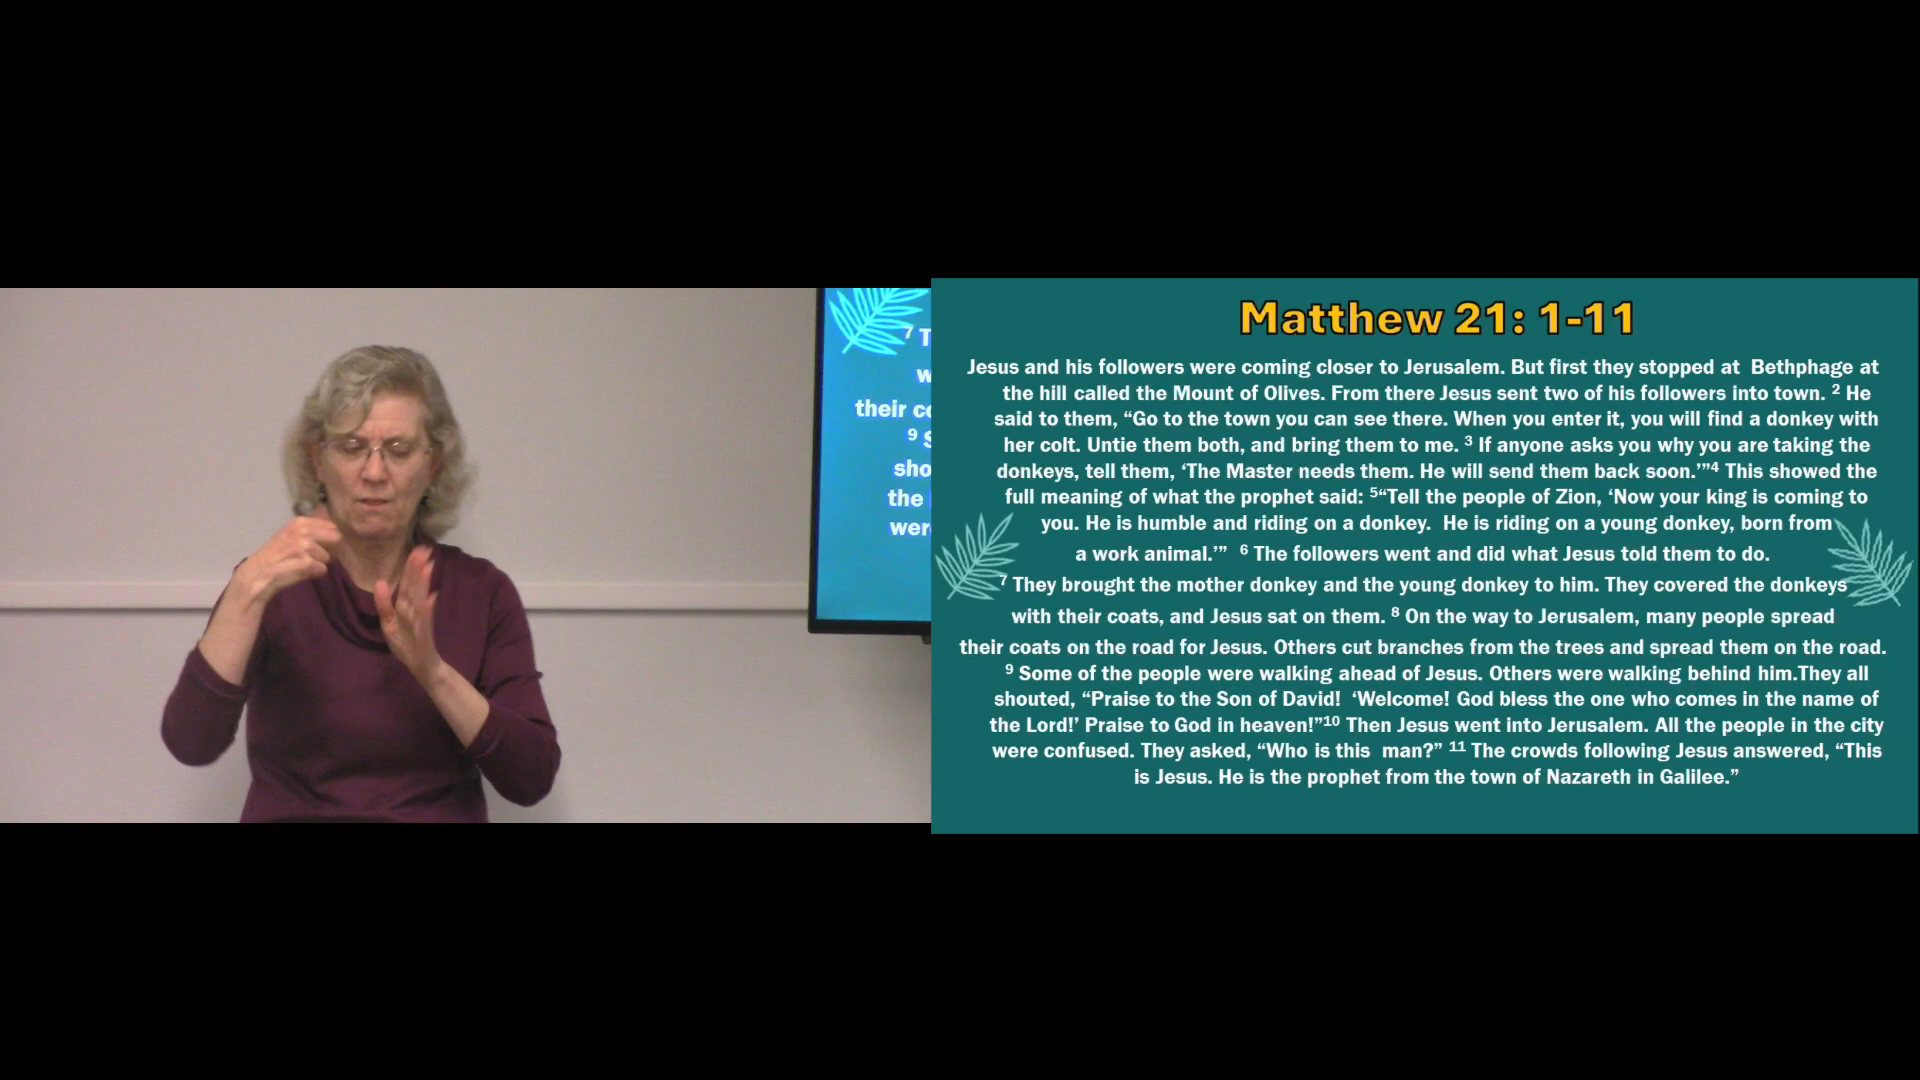 7 T
w
their co
9 S
sho
the
were
Matthew 21: 1-11
Jesus and his followers were coming closer to Jerusalem. But first they stopped at Bethphage at
the hill called the Mount of Olives. From there Jesus sent two of his followers into town. 2 He
said to them, “Go to the town you can see there. When you enter it, you will find a donkey with
her colt. Untie them both, and bring them to me. 3 If anyone asks you why you are taking the
donkeys, tell them, ‘The Master needs them. He will send them back soon.’”4 This showed the
full meaning of what the prophet said: 5“Tell the people of Zion, ‘Now your king is coming to
you. He is humble and riding on a donkey. He is riding on a young donkey, born from
a work animal.’” 6 The followers went and did what Jesus told them to do.
7 They brought the mother donkey and the young donkey to him. They covered the donkeys
with their coats, and Jesus sat on them. 8 On the way to Jerusalem, many people spread
their coats on the road for Jesus. Others cut branches from the trees and spread them on the road.
9 Some of the people were walking ahead of Jesus. Others were walking behind him.They all
shouted, “Praise to the Son of David! ‘Welcome! God bless the one who comes in the name of
the Lord!’ Praise to God in heaven!”10 Then Jesus went into Jerusalem. All the people in the city
were confused. They asked, “Who is this man?” 11 The crowds following Jesus answered, “This
is Jesus. He is the prophet from the town of Nazareth in Galilee.”